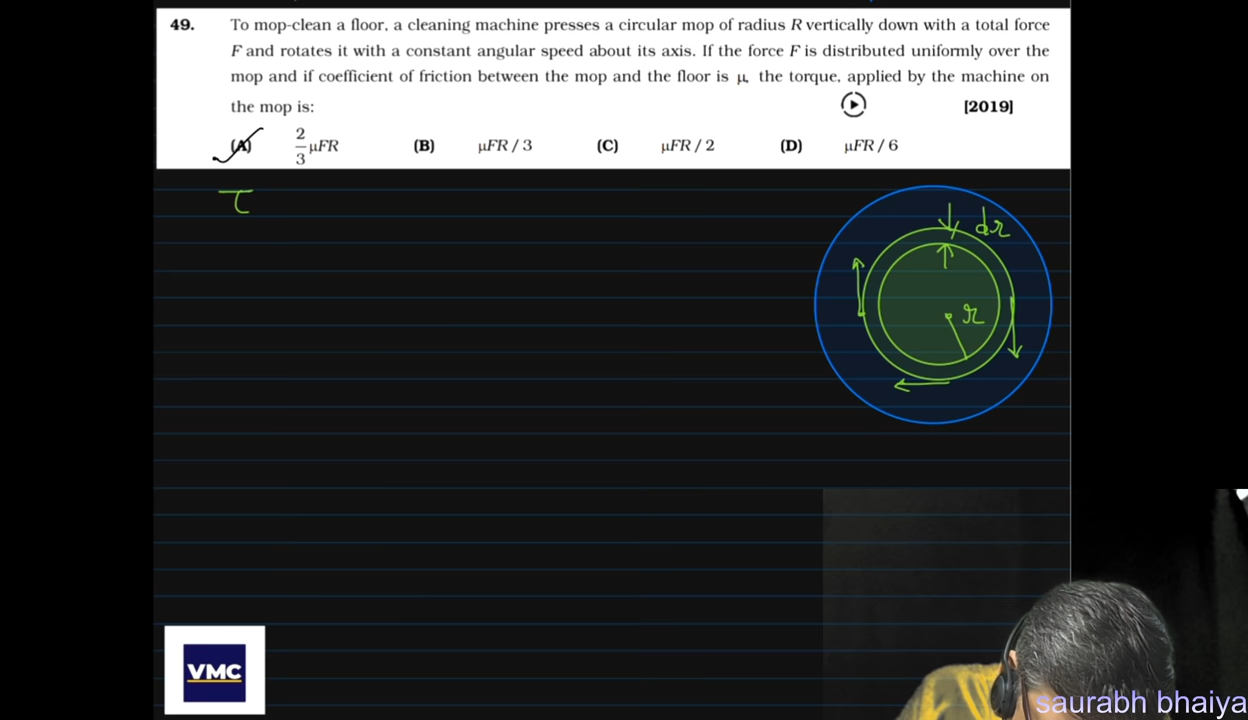 49. To mop-clean a floor, a cleaning machine presses a circular mop of radius R vertically down with a total force
F and rotates it with a constant angular speed about its axis. If the force F is distributed uniformly over the
mop and if coefficient of friction between the mop and the floor is μ, the torque, applied by the machine on
the mop is: [2019]
(A) 2/3 μFR (B) μFR / 3 (C) μFR / 2 (D) μFR / 6
τ
dr
r
VMC
saurabh bhaiya